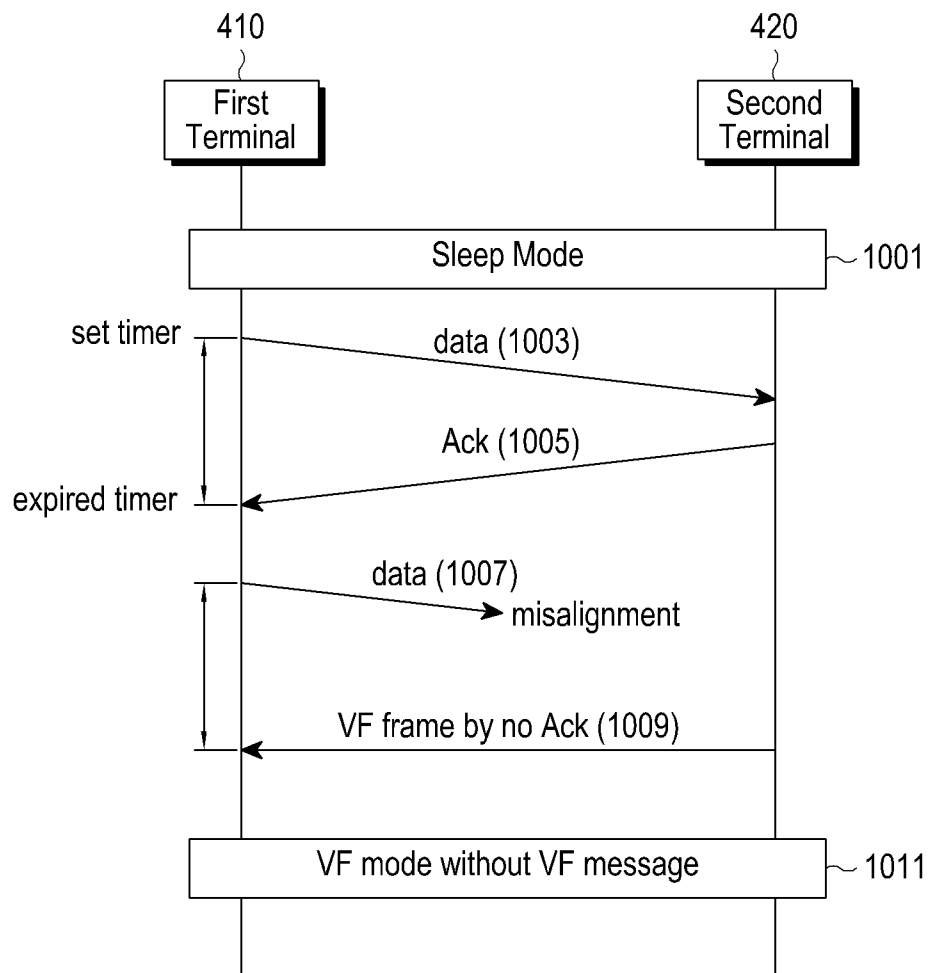 410
420
First
Terminal
Second
Terminal
Sleep Mode
1001
set timer
data (1003)
Ack (1005)
expired timer
data (1007)
misalignment
VF frame by no Ack (1009)
VF mode without VF message
1011